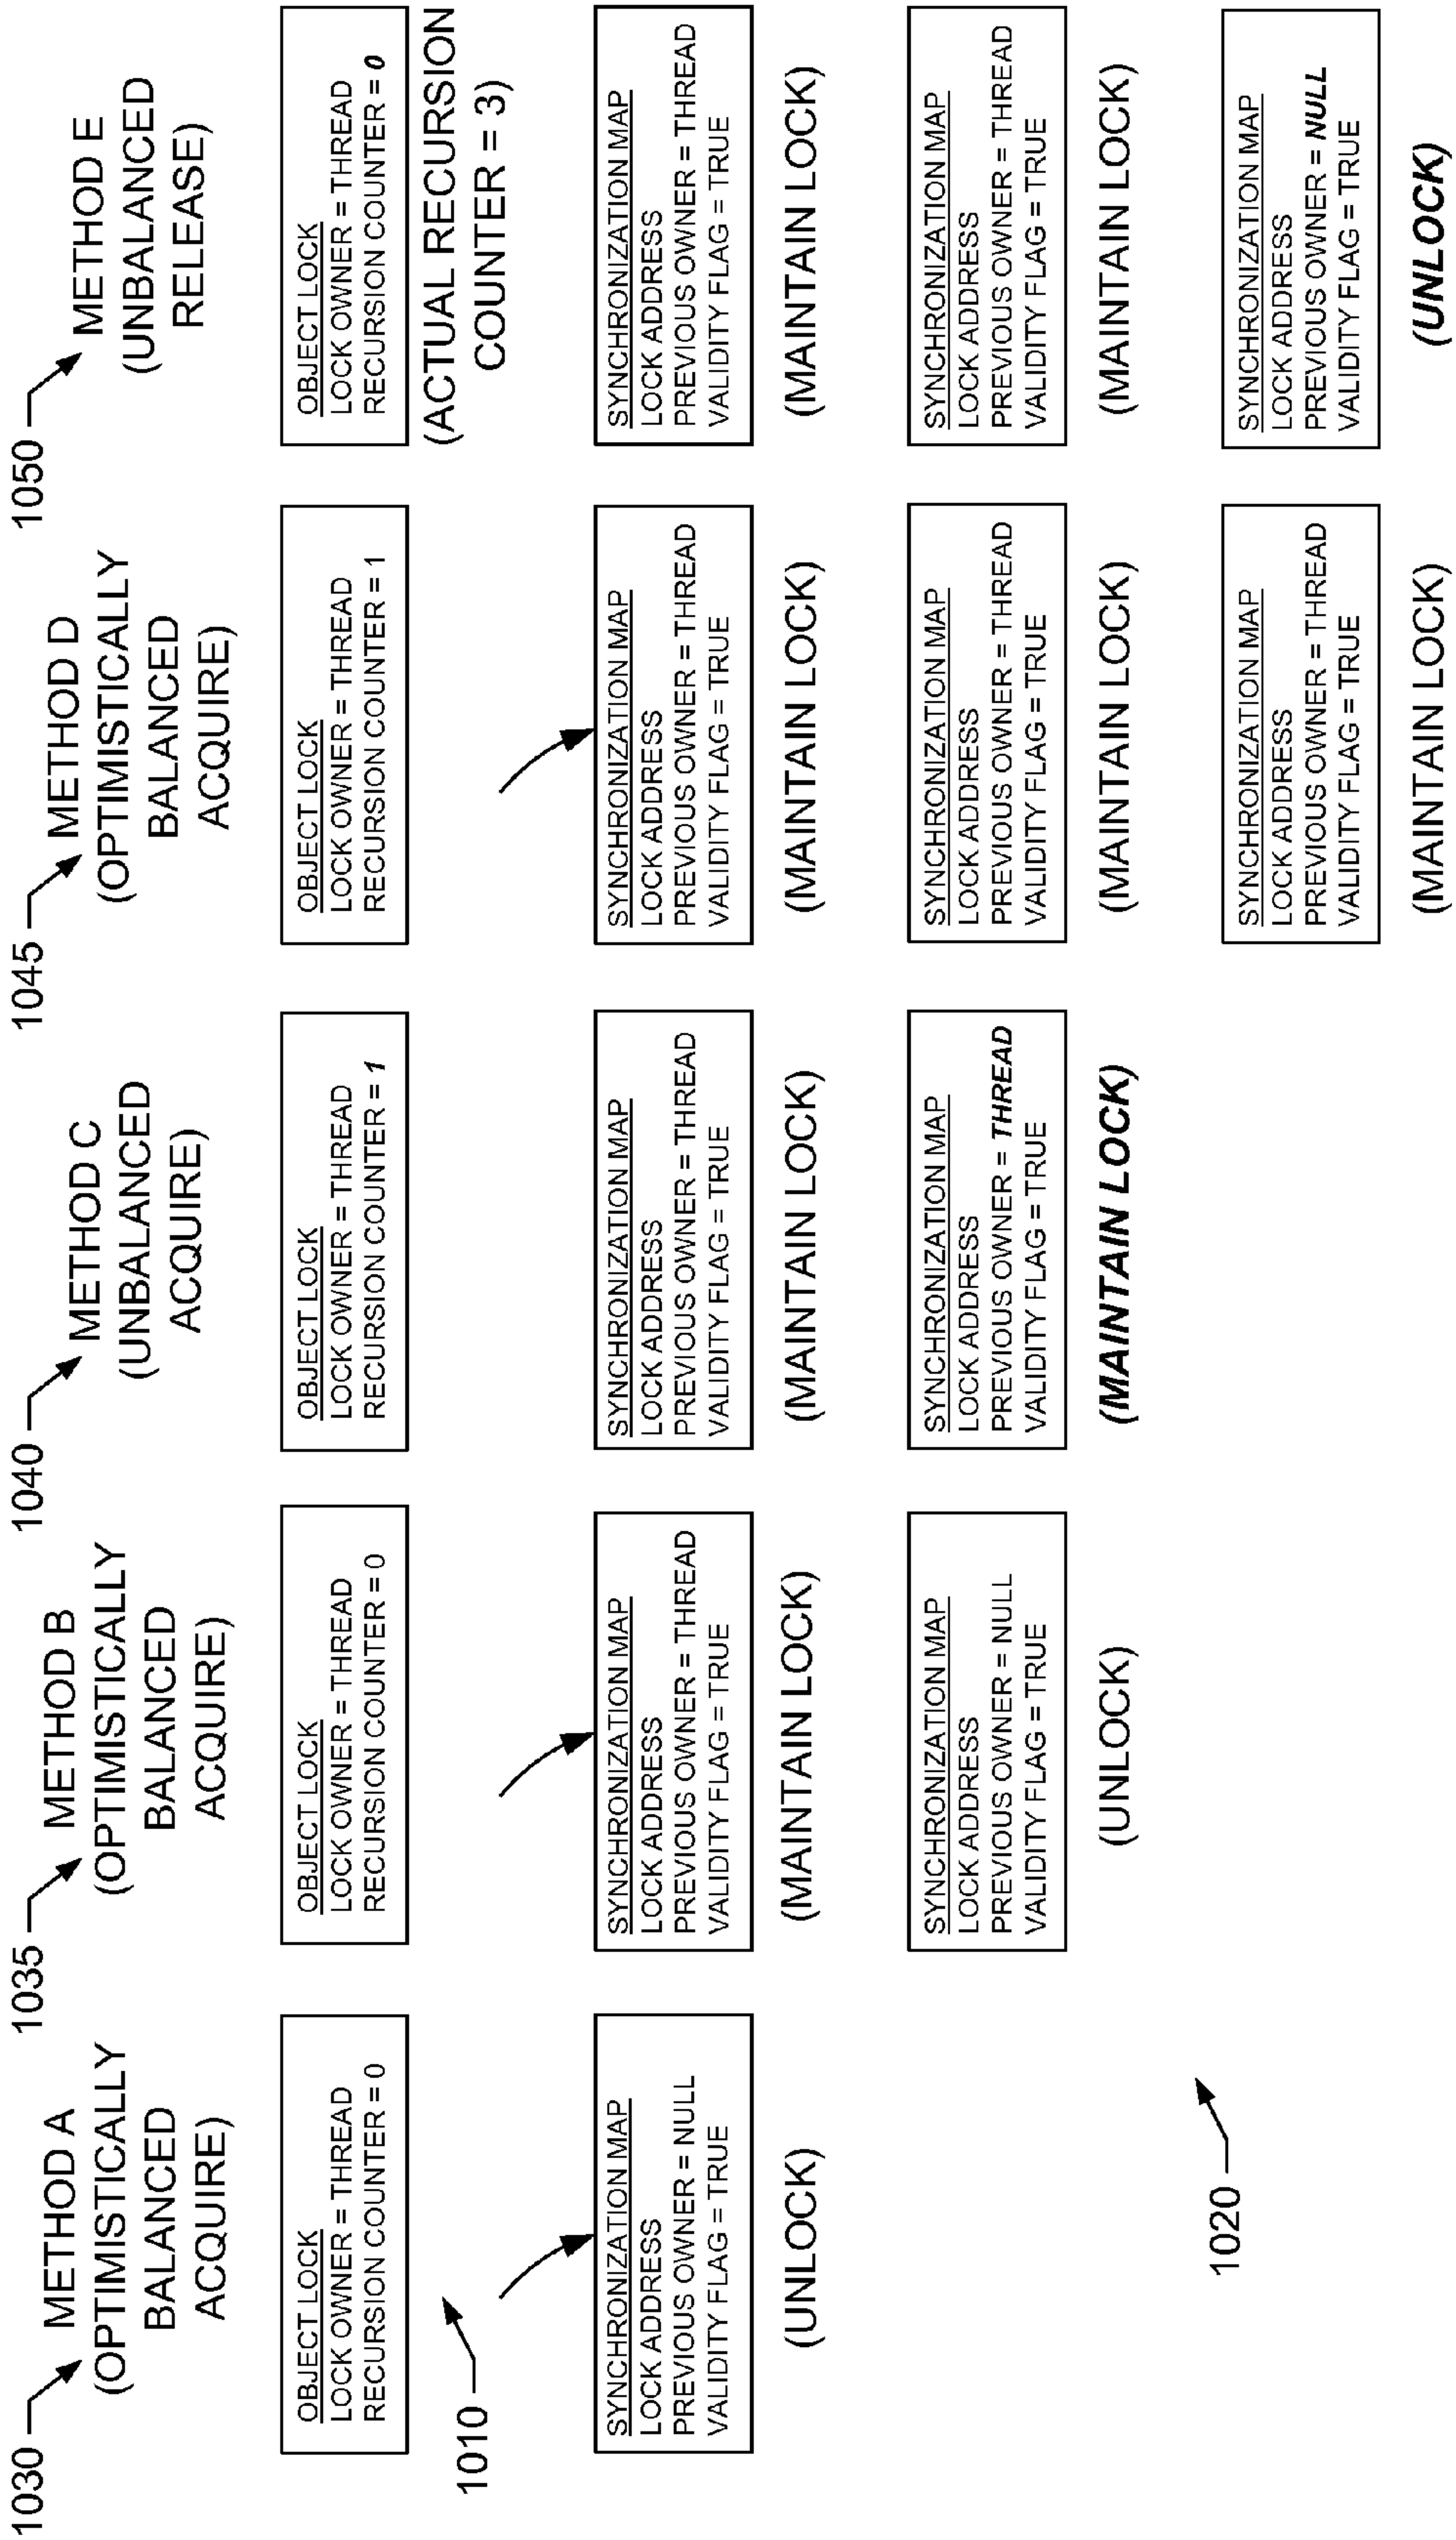 1030
METHOD A
(OPTIMISTICALLY
BALANCED
ACQUIRE)
OBJECT LOCK
LOCK OWNER = THREAD
RECURSION COUNTER = 0
1010
SYNCHRONIZATION MAP
LOCK ADDRESS
PREVIOUS OWNER = NULL
VALIDITY FLAG = TRUE
(UNLOCK)
1035
METHOD B
(OPTIMISTICALLY
BALANCED
ACQUIRE)
OBJECT LOCK
LOCK OWNER = THREAD
RECURSION COUNTER = 0
SYNCHRONIZATION MAP
LOCK ADDRESS
PREVIOUS OWNER = THREAD
VALIDITY FLAG = TRUE
(MAINTAIN LOCK)
SYNCHRONIZATION MAP
LOCK ADDRESS
PREVIOUS OWNER = NULL
VALIDITY FLAG = TRUE
(UNLOCK)
1040
METHOD C
(UNBALANCED
ACQUIRE)
OBJECT LOCK
LOCK OWNER = THREAD
RECURSION COUNTER = 1
SYNCHRONIZATION MAP
LOCK ADDRESS
PREVIOUS OWNER = THREAD
VALIDITY FLAG = TRUE
(MAINTAIN LOCK)
SYNCHRONIZATION MAP
LOCK ADDRESS
PREVIOUS OWNER = THREAD
VALIDITY FLAG = TRUE
(MAINTAIN LOCK)
1045
METHOD D
(OPTIMISTICALLY
BALANCED
ACQUIRE)
OBJECT LOCK
LOCK OWNER = THREAD
RECURSION COUNTER = 1
SYNCHRONIZATION MAP
LOCK ADDRESS
PREVIOUS OWNER = THREAD
VALIDITY FLAG = TRUE
(MAINTAIN LOCK)
SYNCHRONIZATION MAP
LOCK ADDRESS
PREVIOUS OWNER = THREAD
VALIDITY FLAG = TRUE
(MAINTAIN LOCK)
SYNCHRONIZATION MAP
LOCK ADDRESS
PREVIOUS OWNER = THREAD
VALIDITY FLAG = TRUE
(MAINTAIN LOCK)
1050
METHOD E
(UNBALANCED
RELEASE)
OBJECT LOCK
LOCK OWNER = THREAD
RECURSION COUNTER = 0
(ACTUAL RECURSION
COUNTER = 3)
SYNCHRONIZATION MAP
LOCK ADDRESS
PREVIOUS OWNER = THREAD
VALIDITY FLAG = TRUE
(MAINTAIN LOCK)
SYNCHRONIZATION MAP
LOCK ADDRESS
PREVIOUS OWNER = THREAD
VALIDITY FLAG = TRUE
(MAINTAIN LOCK)
SYNCHRONIZATION MAP
LOCK ADDRESS
PREVIOUS OWNER = NULL
VALIDITY FLAG = TRUE
(UNLOCK)
1020